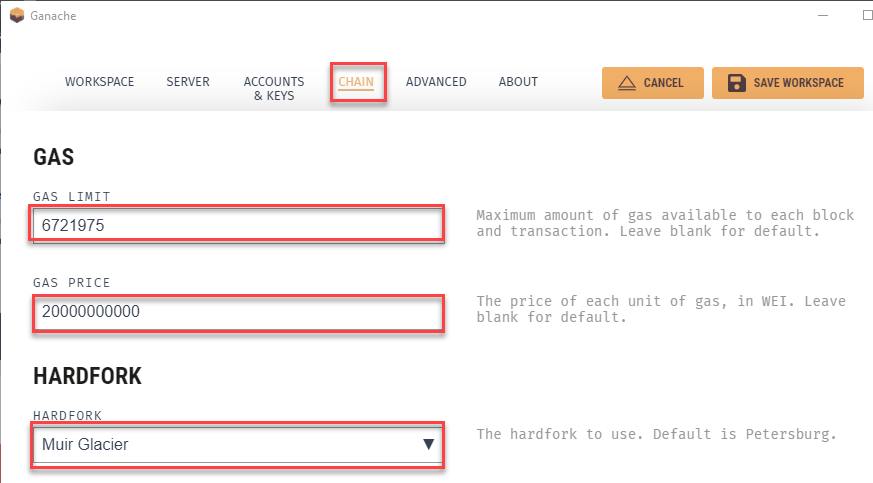 Ganache
WORKSPACE SERVER ACCOUNTS & KEYS CHAIN ADVANCED ABOUT CANCEL SAVE WORKSPACE
GAS
GAS LIMIT
6721975
Maximum amount of gas available to each block
and transaction. Leave blank for default.
GAS PRICE
20000000000
The price of each unit of gas, in WEI. Leave
blank for default.
HARDFORK
HARDFORK
Muir Glacier
The hardfork to use. Default is Petersburg.